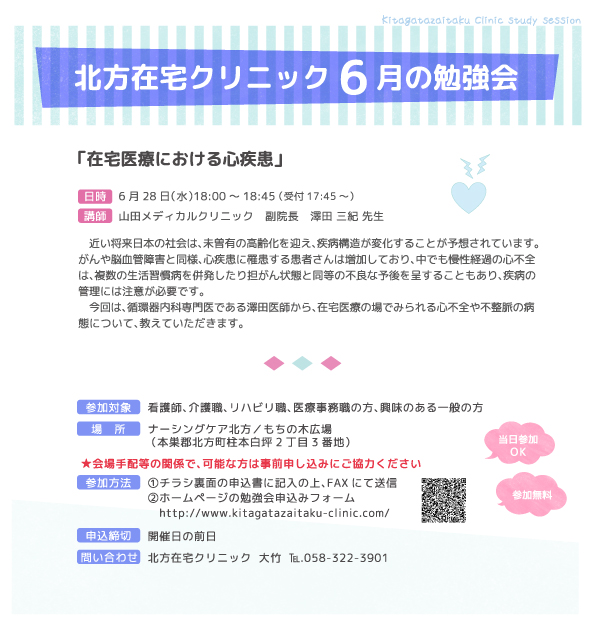 Kitagatazaitaku Clinic Study Session
北方在宅クリニック 6月の勉強会
「在宅医療における心疾患」
日時 6月28日(水)18:00 ～ 18:45 (受付17:45 ～)
講師 山田メディカルクリニック 副院長 澤田 三紀 先生
近い将来日本の社会は、未曾有の高齢化を迎え、疾病構造が変化することが予想されています。
がんや脳血管障害と同様、心疾患に罹患する患者さんは増加しており、中でも慢性経過の心不全
は、複数の生活習慣病を併発したり担がん状態と同等の不良な予後を呈することもあり、疾病の
管理には注意が必要です。
今回は、循環器内科専門医である澤田医師から、在宅医療の場でみられる心不全や不整脈の病
態について、教えていただきます。
参加対象 看護師、介護職、リハビリ職、医療事務職の方、興味のある一般の方
場 所 ナーシングケア北方／もちの木広場
（本巣郡北方町柱本白坪2丁目3番地）
当日参加
OK
★会場手配等の関係で、可能な方は事前申し込みにご協力ください
参加方法 ①チラシ裏面の申込書に記入の上、FAXにて送信
②ホームページの勉強会申込みフォーム
http://www.kitagatazaitaku-clinic.com/
参加無料
申込締切 開催日の前日
問い合わせ 北方在宅クリニック 大竹 ℡.058-322-3901